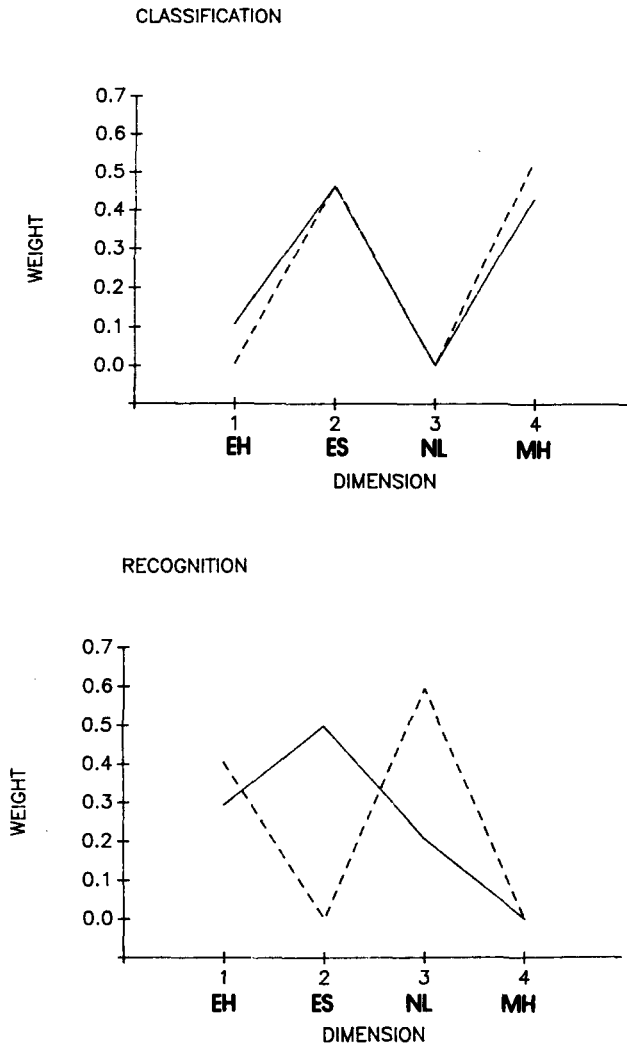 CLASSIFICATION
0.7
0.6
0.5
0.4
0.3
0.2
0.1
0.0
WEIGHT
1 2 3 4
EH ES NL MH
DIMENSION
RECOGNITION
0.7
0.6
0.5
0.4
0.3
0.2
0.1
0.0
WEIGHT
1 2 3 4
EH ES NL MH
DIMENSION